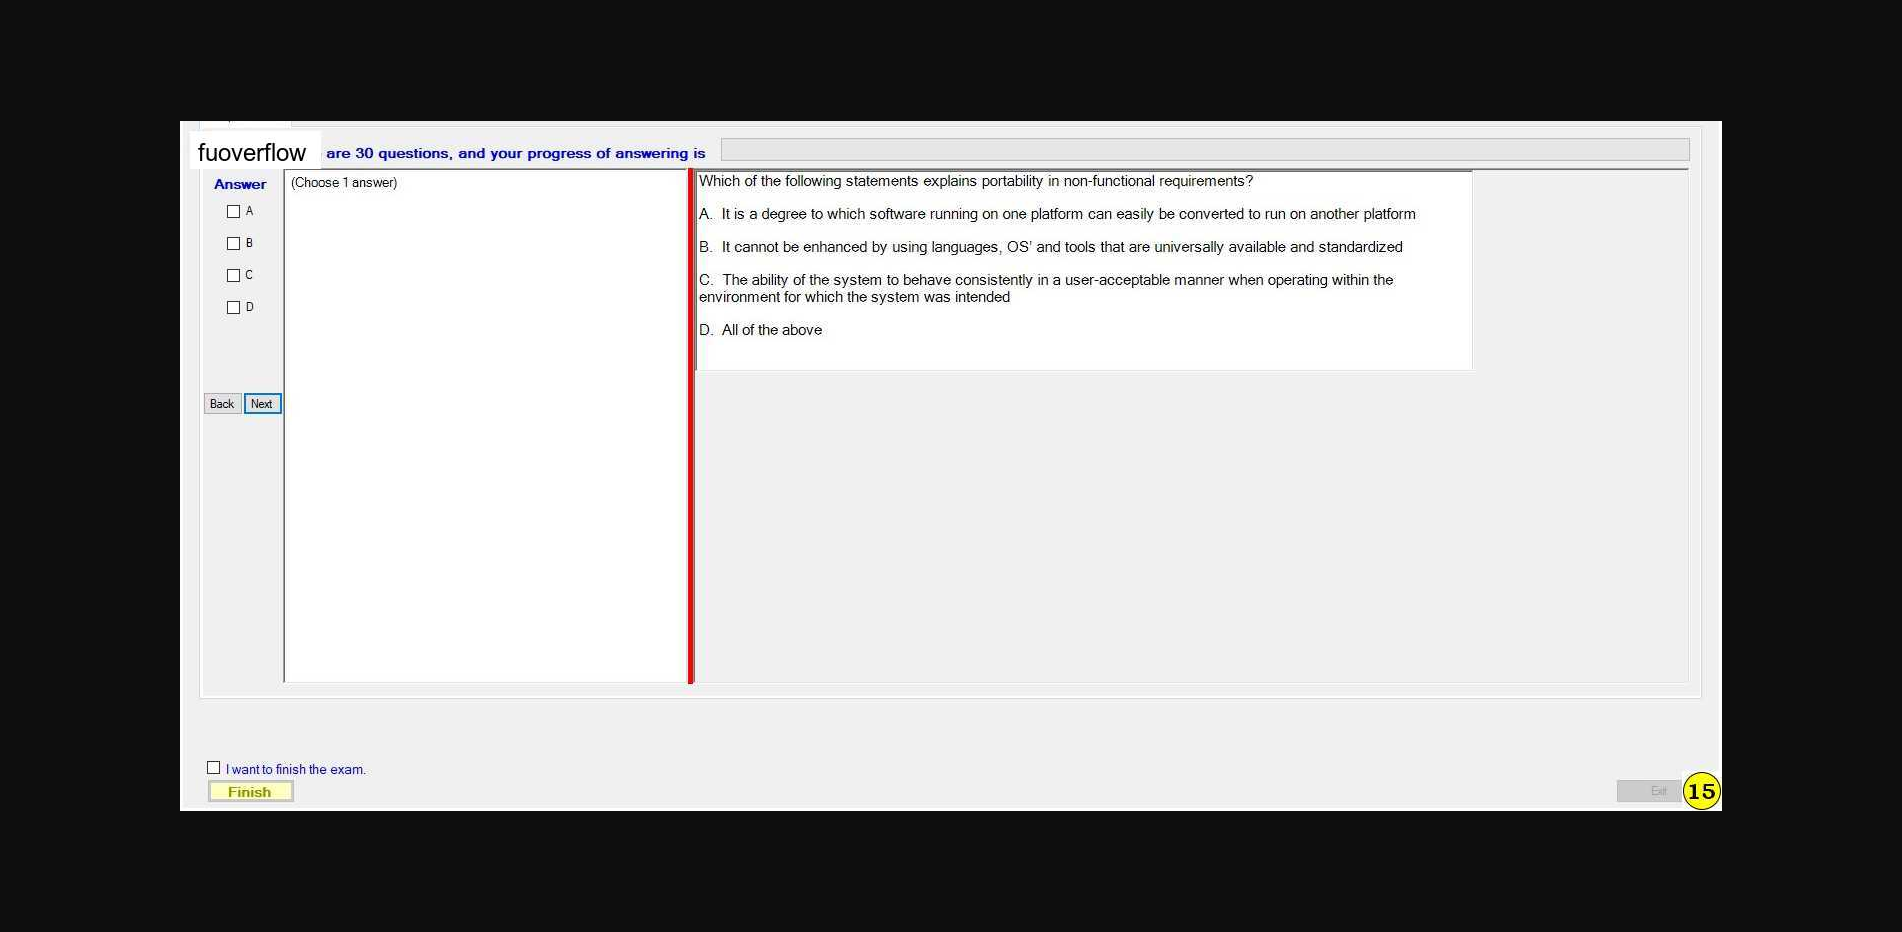 fuoverflow are 30 questions, and your progress of answering is
Answer
(Choose 1 answer)
A
B
C
D
Back Next
Which of the following statements explains portability in non-functional requirements?
A. It is a degree to which software running on one platform can easily be converted to run on another platform
B. It cannot be enhanced by using languages, OS' and tools that are universally available and standardized
C. The ability of the system to behave consistently in a user-acceptable manner when operating within the
environment for which the system was intended
D. All of the above
I want to finish the exam.
Finish
Exit
15